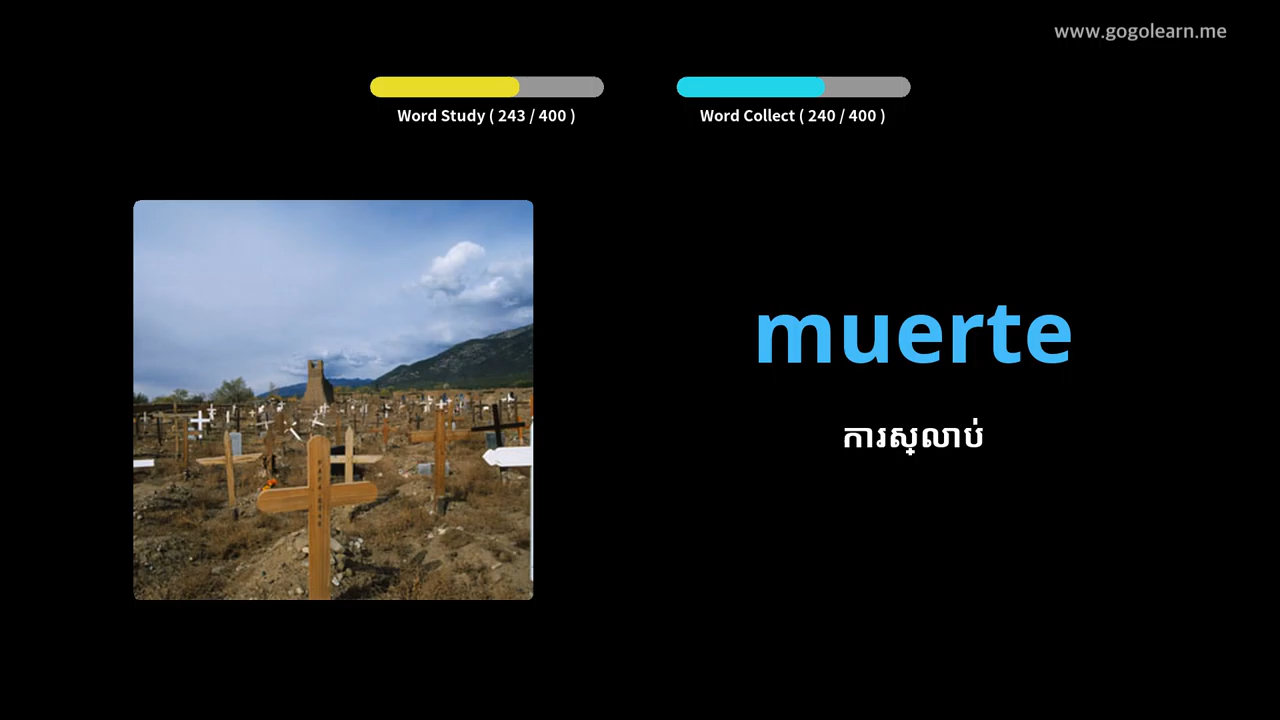 www.gogolearn.me
Word Study ( 243 / 400 )
Word Collect ( 240 / 400 )
muerte
ការស្លាប់